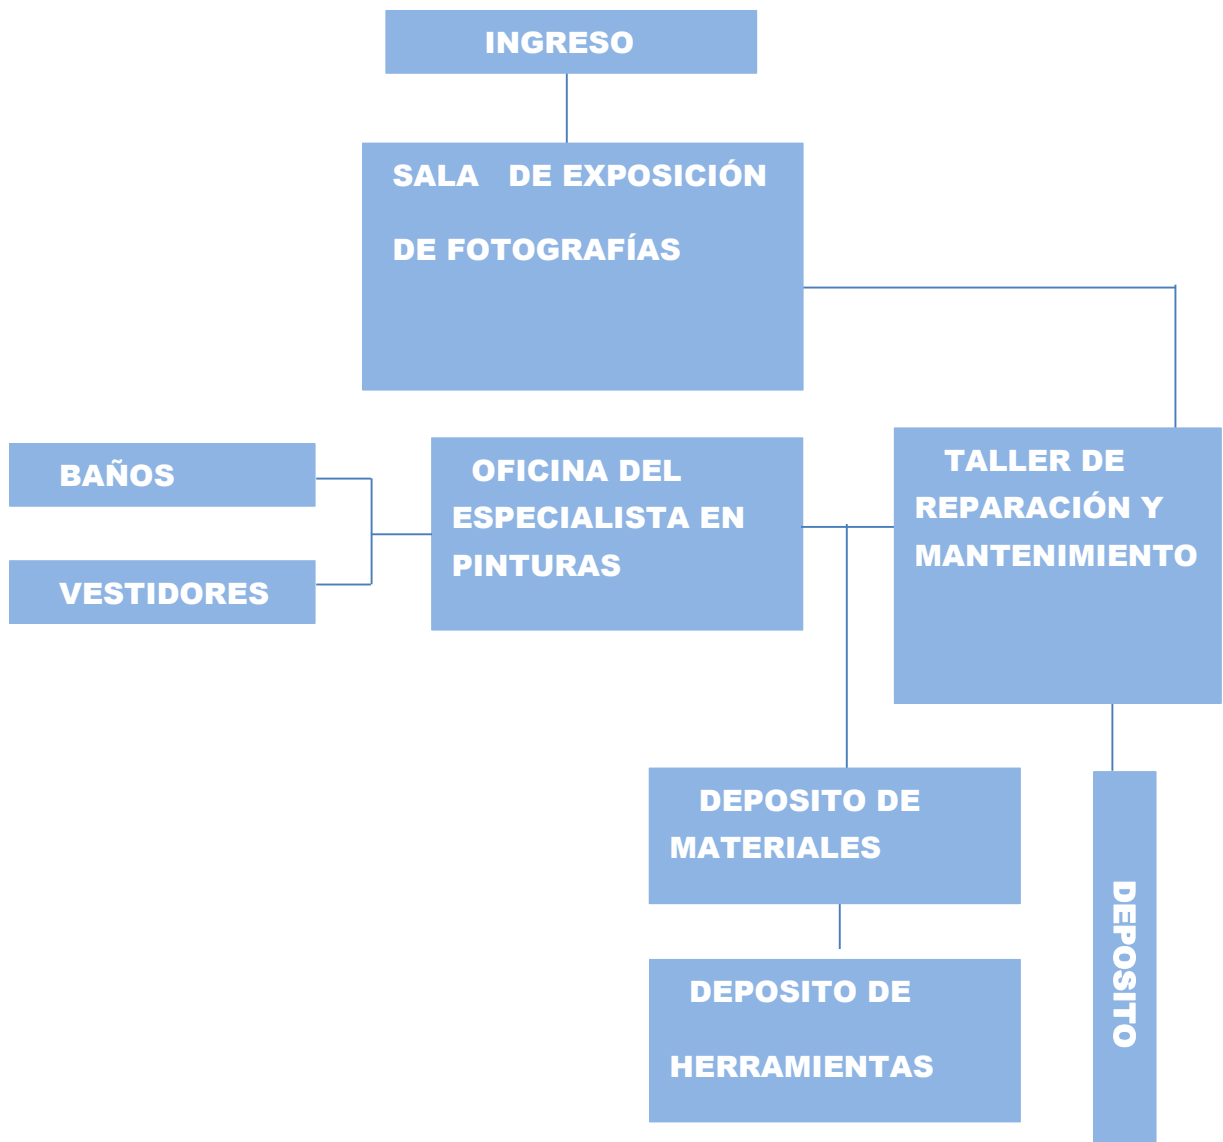 INGRESO
SALA DE EXPOSICIÓN
DE FOTOGRAFÍAS
BAÑOS
VESTIDORES
OFICINA DEL
ESPECIALISTA EN
PINTURAS
TALLER DE
REPARACIÓN Y
MANTENIMIENTO
DEPOSITO DE
MATERIALES
DEPOSITO DE
HERRAMIENTAS
DEPOSITO